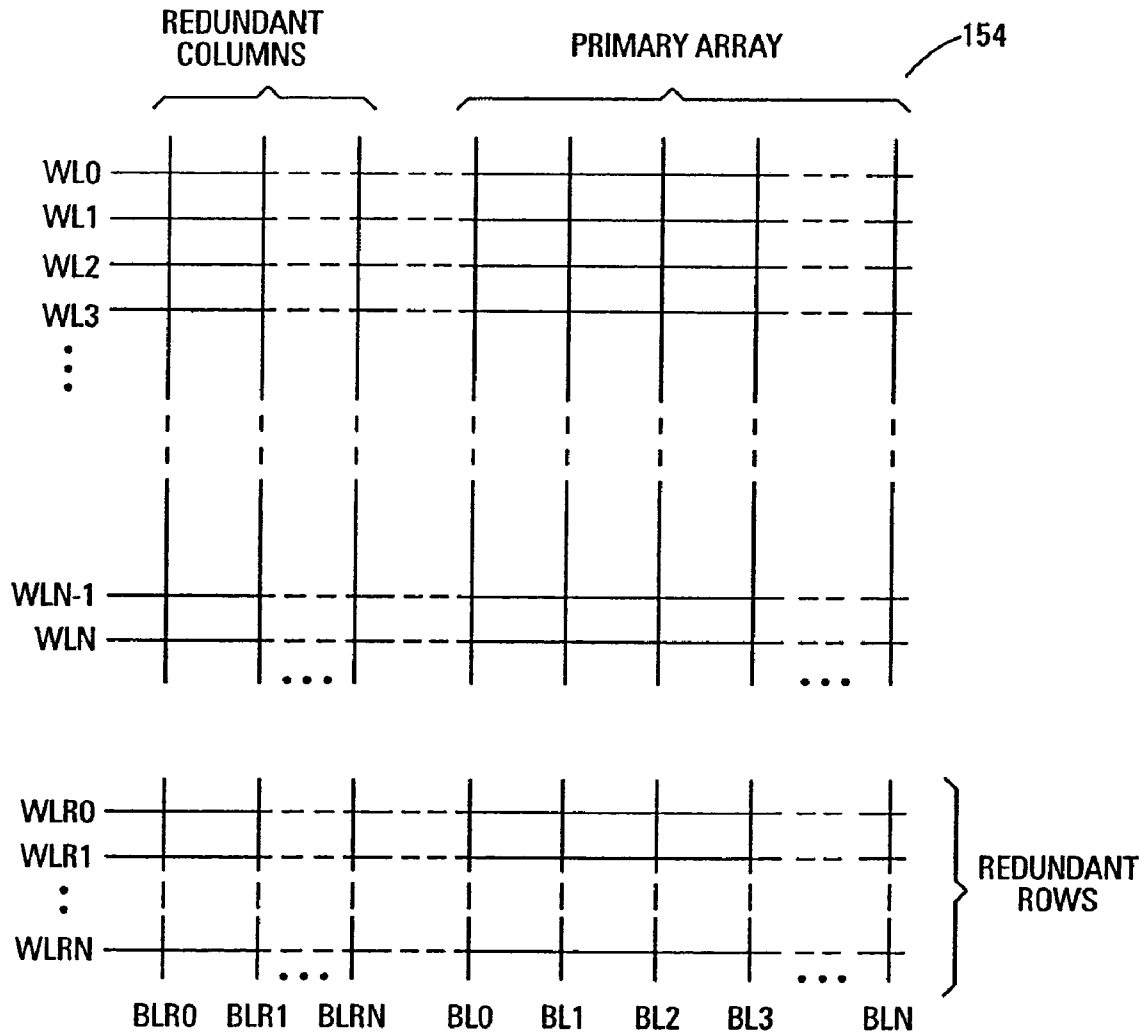 REDUNDANT
COLUMNS
PRIMARY ARRAY
154
WL0
WL1
WL2
WL3
WLN-1
WLN
WLR0
WLR1
WLRN
REDUNDANT
ROWS
BLR0 BLR1 BLRN BL0 BL1 BL2 BL3 BLN